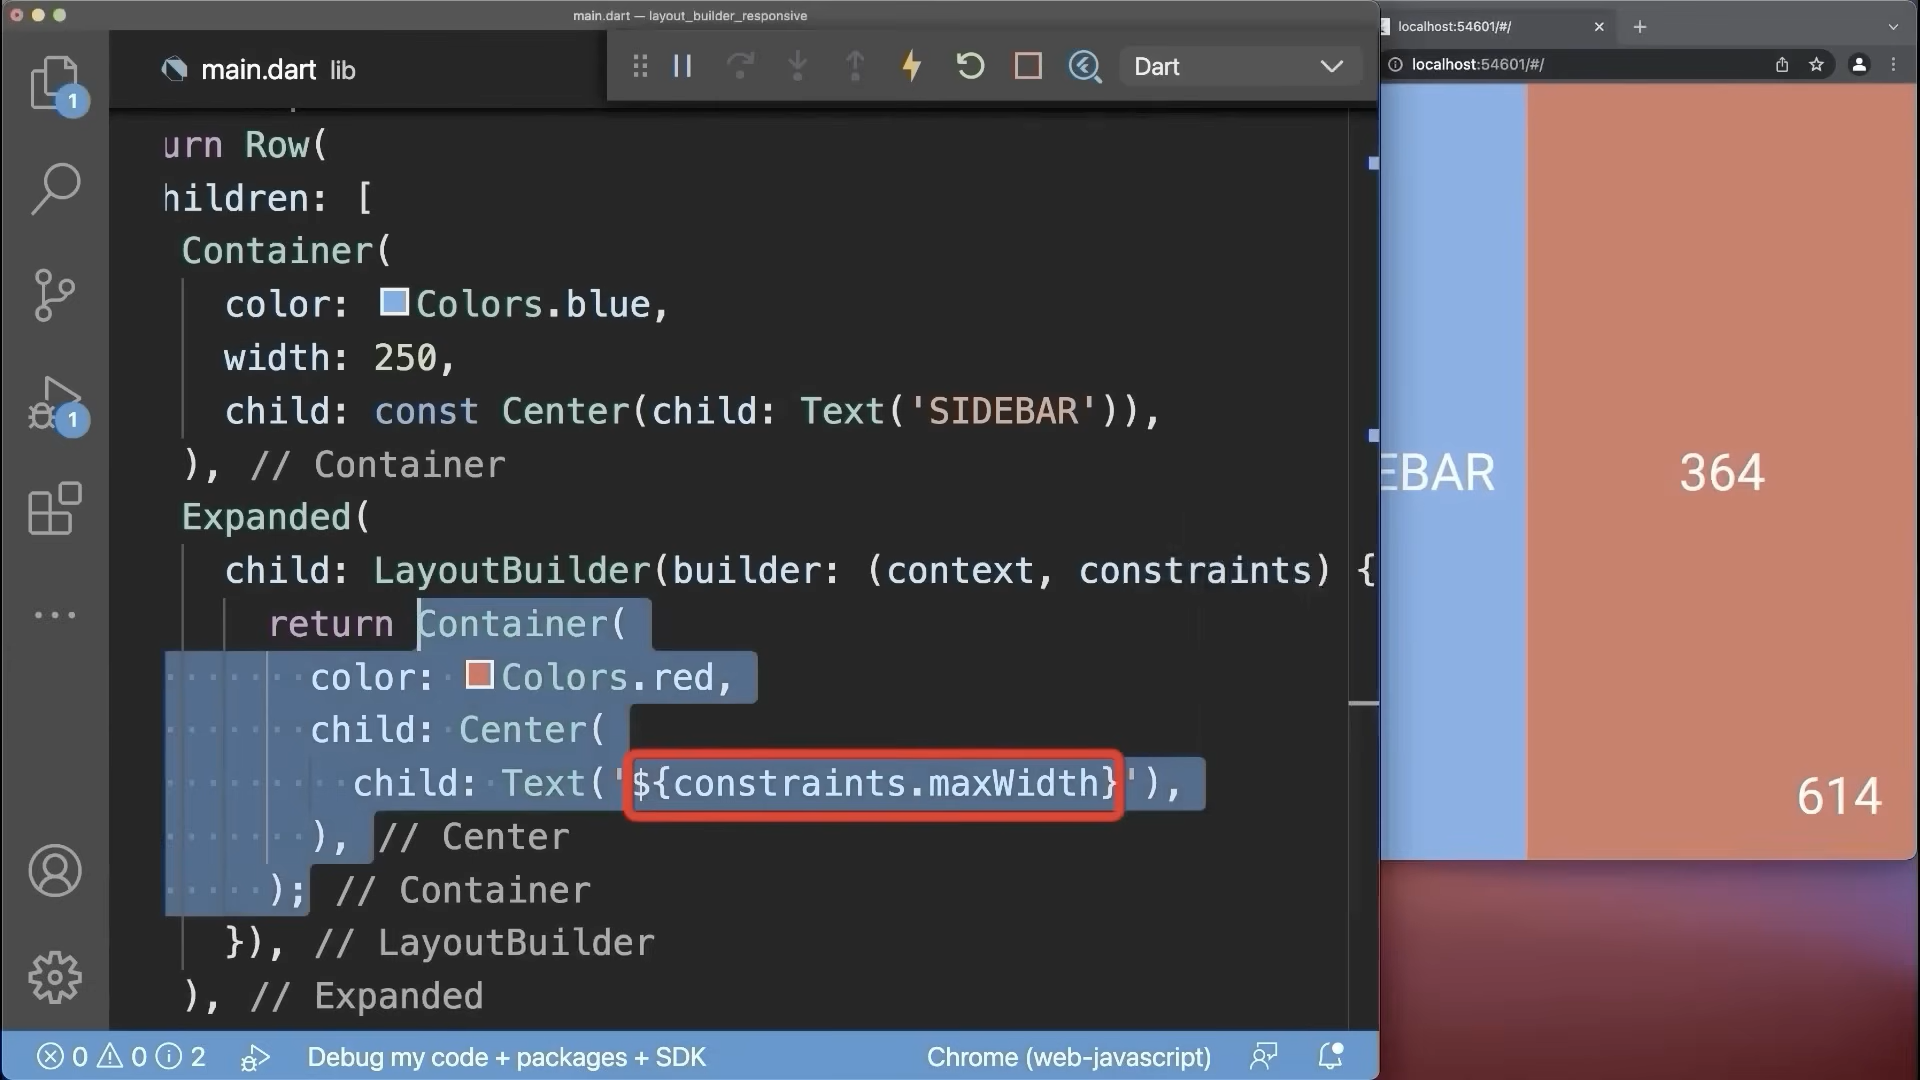 main.dart — layout_builder_responsive
localhost:54601/#/
main.dart lib
Dart
localhost:54601/#/
1
urn Row(
hildren: [
Container(
color: Colors.blue,
width: 250,
child: const Center(child: Text('SIDEBAR')),
), // Container
Expanded(
child: LayoutBuilder(builder: (context, constraints) {
return Container(
color: Colors.red,
child: Center(
child: Text('${constraints.maxWidth}'),
), // Center
); // Container
}), // LayoutBuilder
), // Expanded
1
EBAR
364
614
0 0 2
Debug my code + packages + SDK
Chrome (web-javascript)